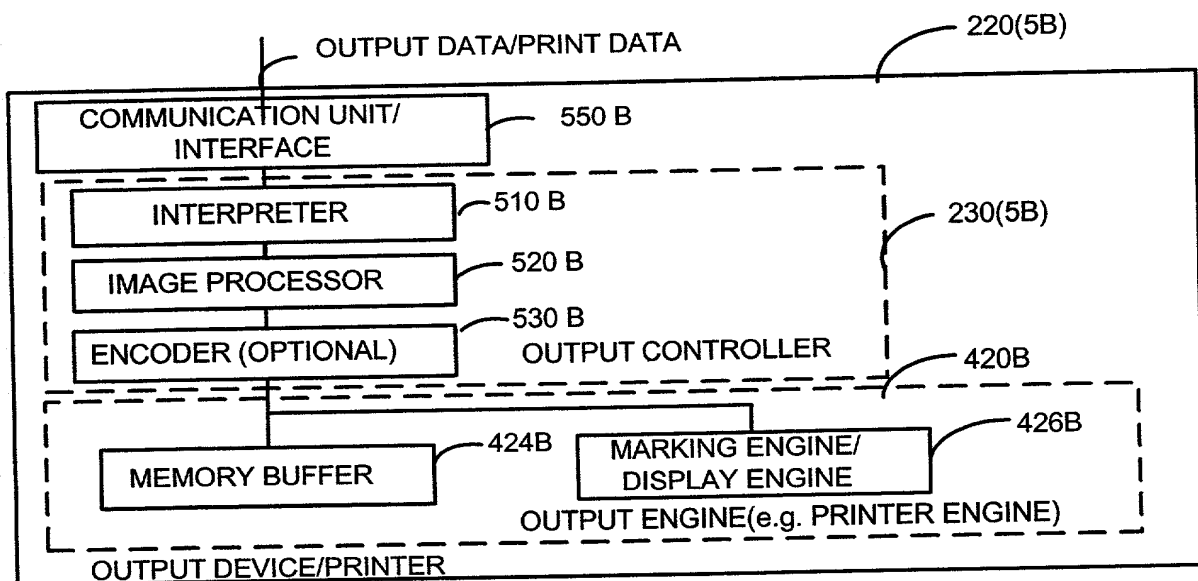 OUTPUT DATA/PRINT DATA
220(5B)
COMMUNICATION UNIT/
INTERFACE
550 B
INTERPRETER
510 B
230(5B)
IMAGE PROCESSOR
520 B
ENCODER (OPTIONAL)
530 B
OUTPUT CONTROLLER
420B
MEMORY BUFFER
424B
MARKING ENGINE/
DISPLAY ENGINE
426B
OUTPUT ENGINE(e.g. PRINTER ENGINE)
OUTPUT DEVICE/PRINTER